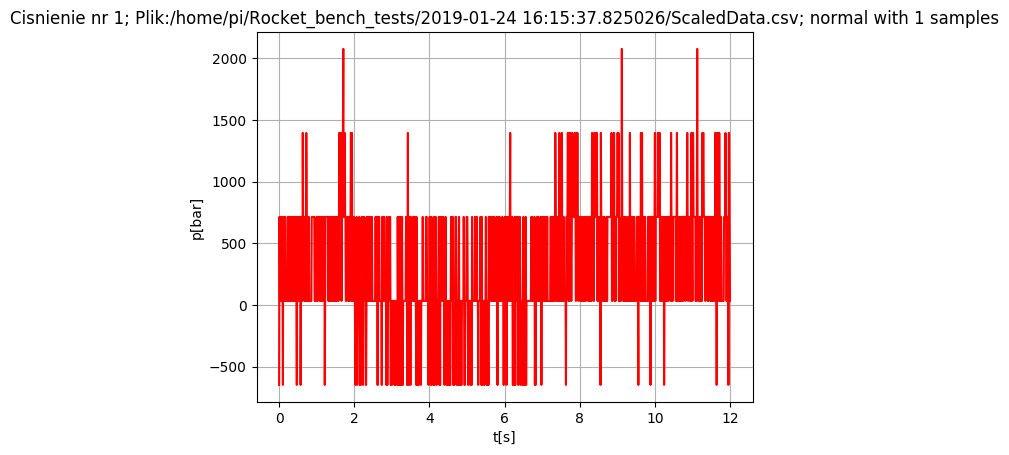 Cisnienie nr 1; Plik:/home/pi/Rocket_bench_tests/2019-01-24 16:15:37.825026/ScaledData.csv; normal with 1 samples
2000
1500
1000
500
0
−500
p[bar]
0 2 4 6 8 10 12
t[s]